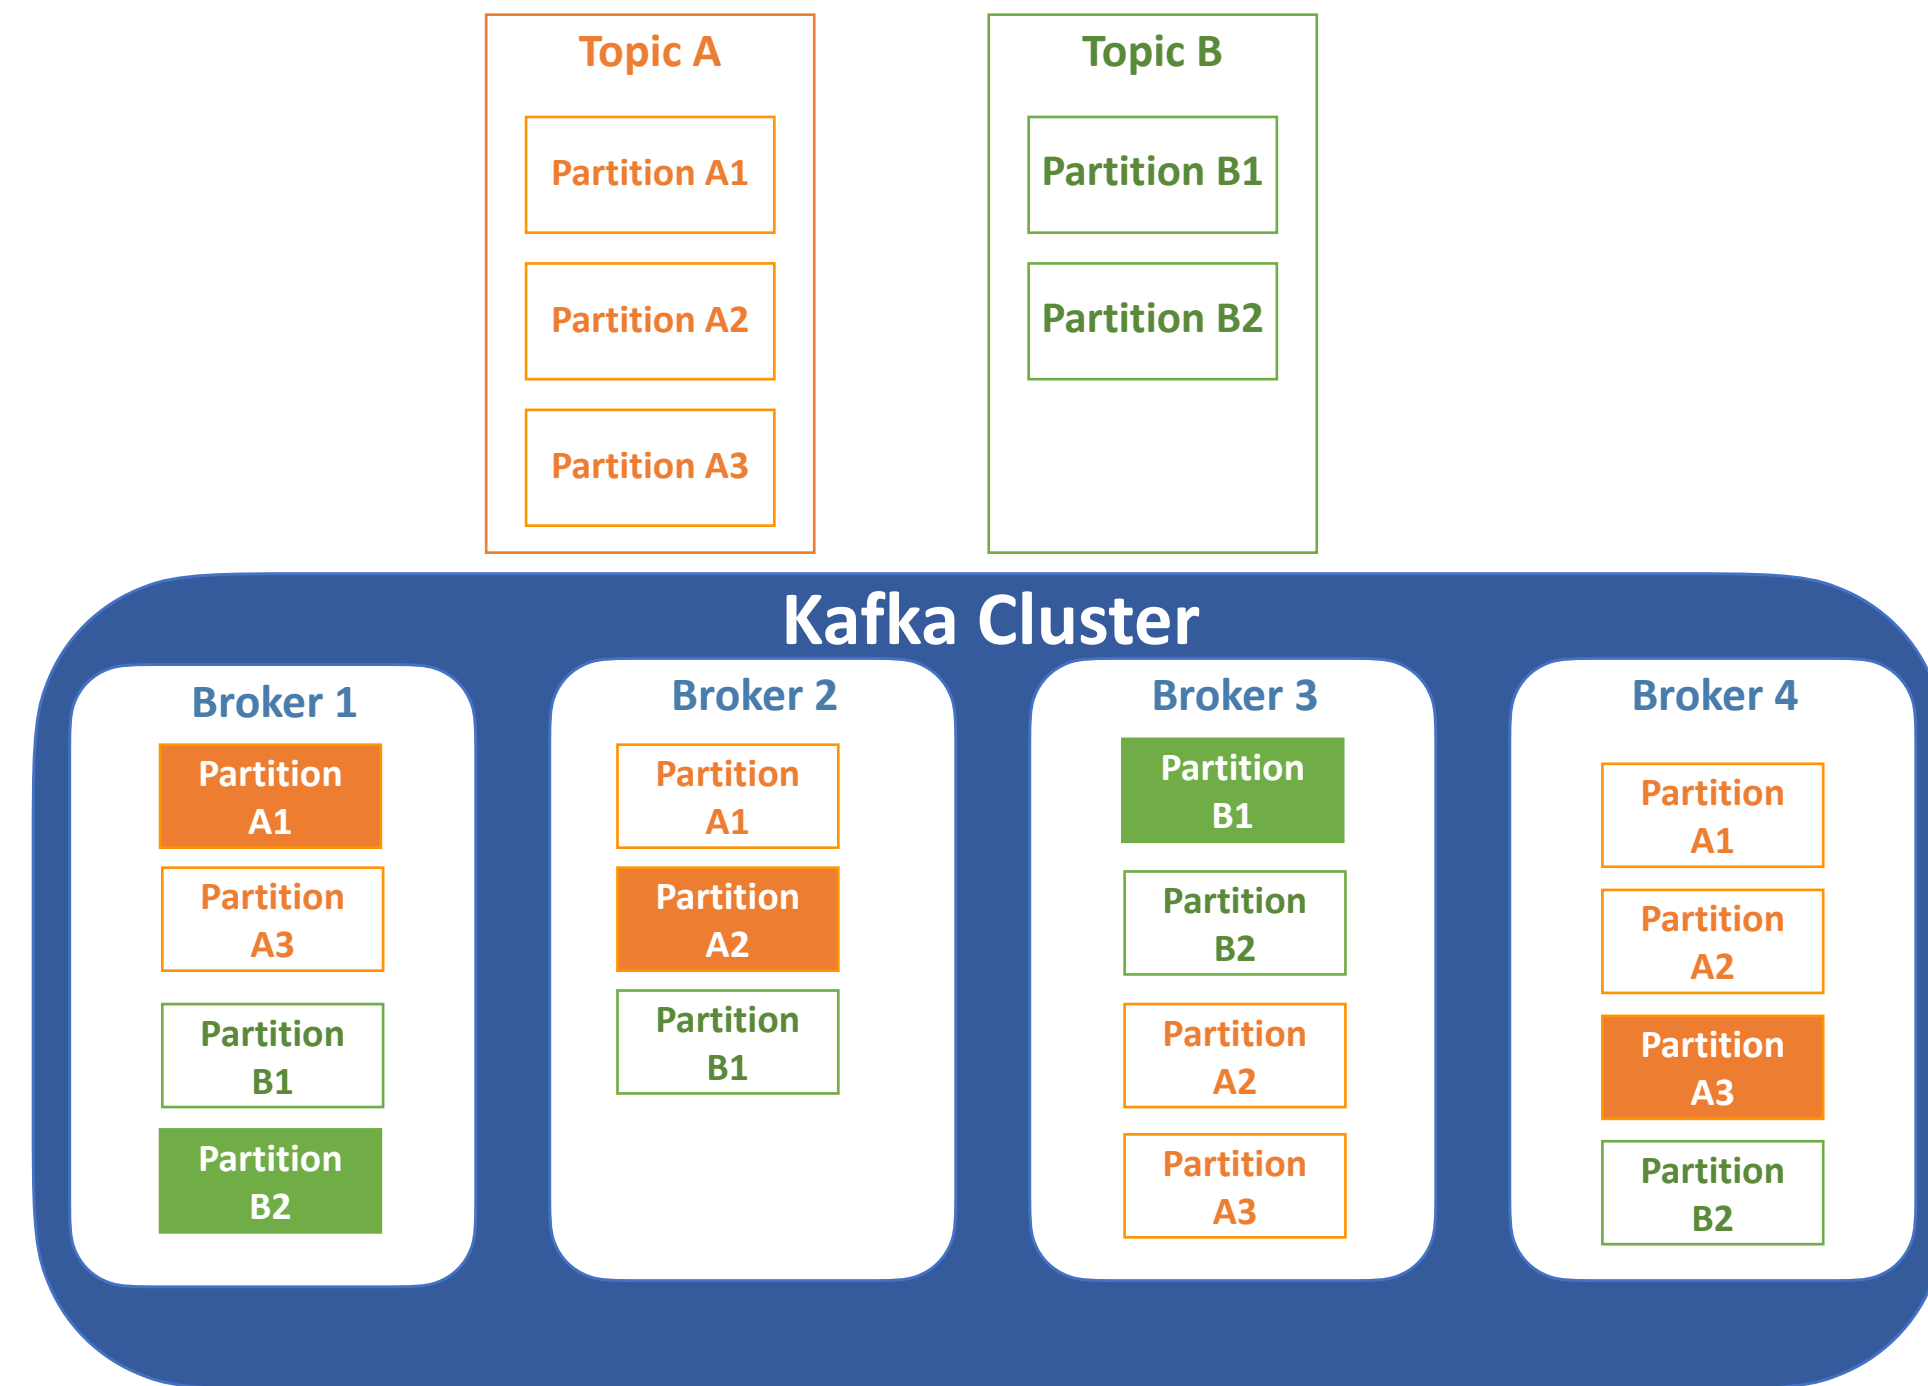 Topic A
Partition A1
Partition A2
Partition A3
Topic B
Partition B1
Partition B2
Kafka Cluster
Broker 1
Partition
A1
Partition
A3
Partition
B1
Partition
B2
Broker 2
Partition
A1
Partition
A2
Partition
B1
Broker 3
Partition
B1
Partition
B2
Partition
A2
Partition
A3
Broker 4
Partition
A1
Partition
A2
Partition
A3
Partition
B2